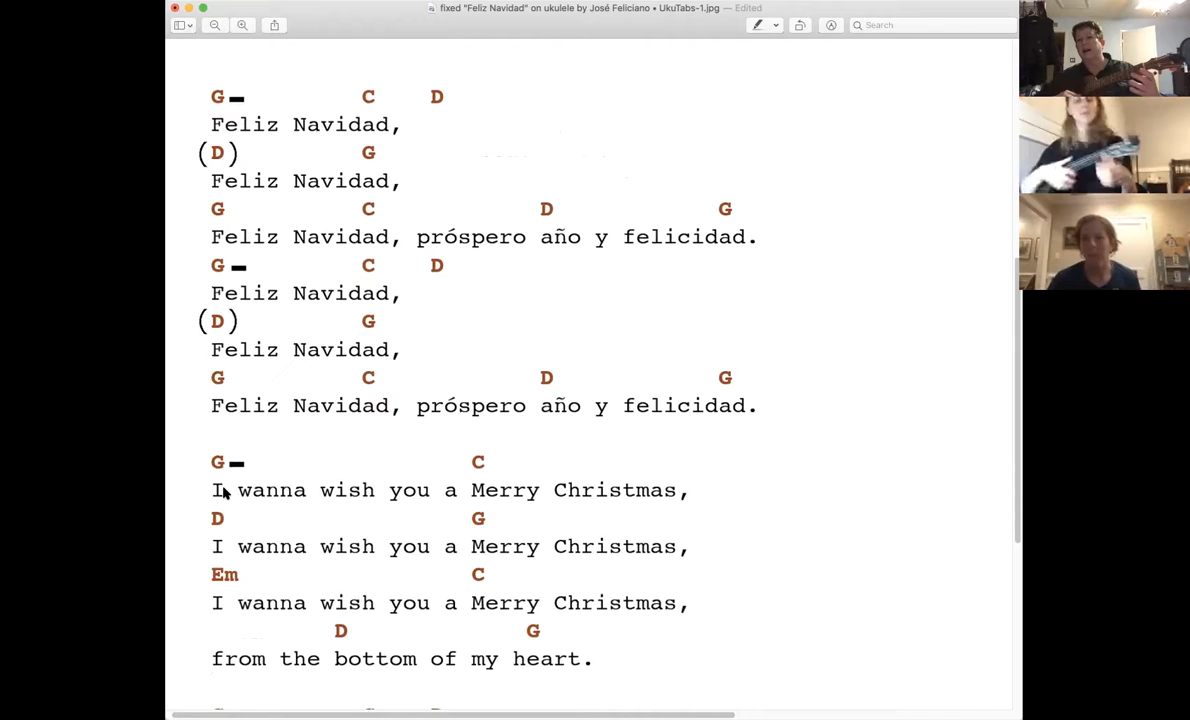 fixed "Feliz Navidad" on ukulele by José Feliciano • UkuTabs-1.jpg — Edited
Search
G- C D
Feliz Navidad,
(D) G
Feliz Navidad,
G C D G
Feliz Navidad, próspero año y felicidad.
G- C D
Feliz Navidad,
(D) G
Feliz Navidad,
G C D G
Feliz Navidad, próspero año y felicidad.
G- C
I wanna wish you a Merry Christmas,
D G
I wanna wish you a Merry Christmas,
Em C
I wanna wish you a Merry Christmas,
D G
from the bottom of my heart.